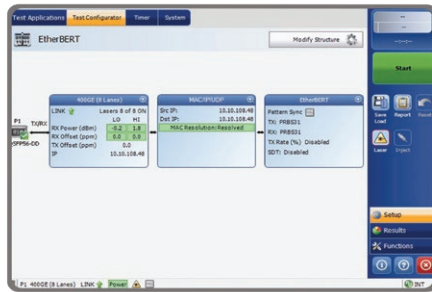 Test Applications Test Configurator Timer System
EtherBERT
Modify Structure
Start
P1
TX/RX
QSFP56-DD
400GE (8 Lanes)
LINK Lasers 8 of 8 ON
LO HI
RX Power (dBm) -0.2 1.8
RX Offset (ppm) 0.0 0.0
TX Offset (ppm) 0.0
IP 10.10.108.48
MAC/IP/UDP
Src IP: 10.10.108.48
Dst IP: 10.10.108.48
MAC Resolution:Resolved
EtherBERT
Pattern Sync
TX: PRBS31
RX: PRBS31
TX Rate (%) Disabled
SDT: Disabled
Save Load
Report
Reset
Laser
Inject
Setup
Results
Functions
P1 400GE (8 Lanes) LINK Power
INT